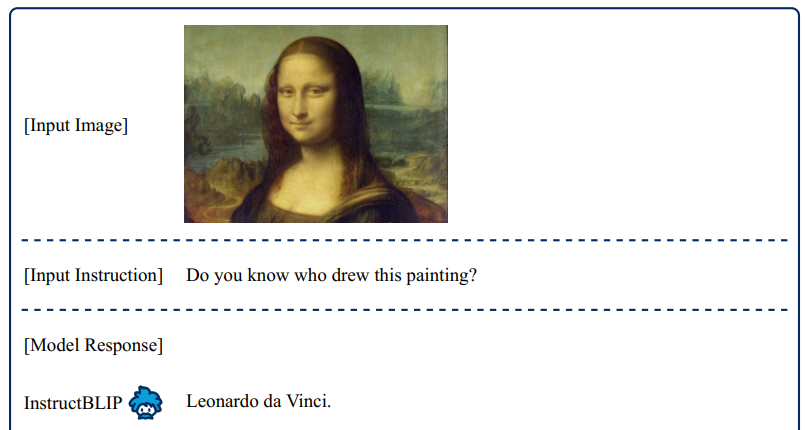 [Input Image]
[Input Instruction] Do you know who drew this painting?
[Model Response]
InstructBLIP Leonardo da Vinci.